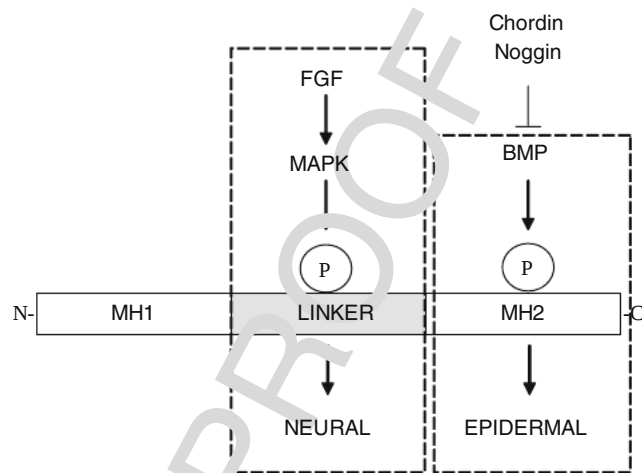 Chordin
Noggin
FGF
MAPK
BMP
P
P
N-
MH1
LINKER
MH2
-C
NEURAL
EPIDERMAL
PROOF